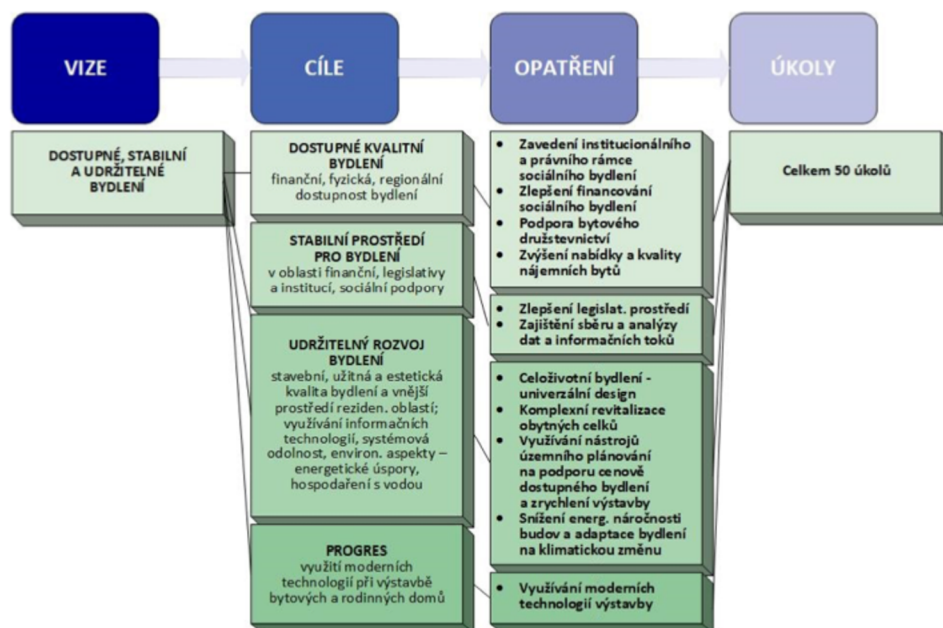 VIZE
CÍLE
OPATŘENÍ
ÚKOLY
DOSTUPNÉ, STABILNÍ
A UDRŽITELNÉ
BYDLENÍ
DOSTUPNÉ KVALITNÍ
BYDLENÍ
finanční, fyzická, regionální
dostupnost bydlení
STABILNÍ PROSTŘEDÍ
PRO BYDLENÍ
v oblasti finanční, legislativy
a institucí, sociální podpory
UDRŽITELNÝ ROZVOJ
BYDLENÍ
stavební, užitná a estetická
kvalita bydlení a vnější
prostředí reziden. oblastí;
využívání informačních
technologií, systémová
odolnost, environ. aspekty –
energetické úspory,
hospodaření s vodou
PROGRES
využití moderních
technologií při výstavbě
bytových a rodinných domů
• Zavedení institucionálního
a právního rámce
sociálního bydlení
• Zlepšení financování
sociálního bydlení
• Podpora bytového
družstevnictví
• Zvýšení nabídky a kvality
nájemních bytů
• Zlepšení legislat. prostředí
• Zajištění sběru a analýzy
dat a informačních toků
• Celoživotní bydlení -
univerzální design
• Komplexní revitalizace
obytných celků
• Využívání nástrojů
územního plánování
na podporu cenově
dostupného bydlení
a zrychlení výstavby
• Snížení energ. náročnosti
budov a adaptace bydlení
na klimatickou změnu
• Využívání moderních
technologií výstavby
Celkem 50 úkolů